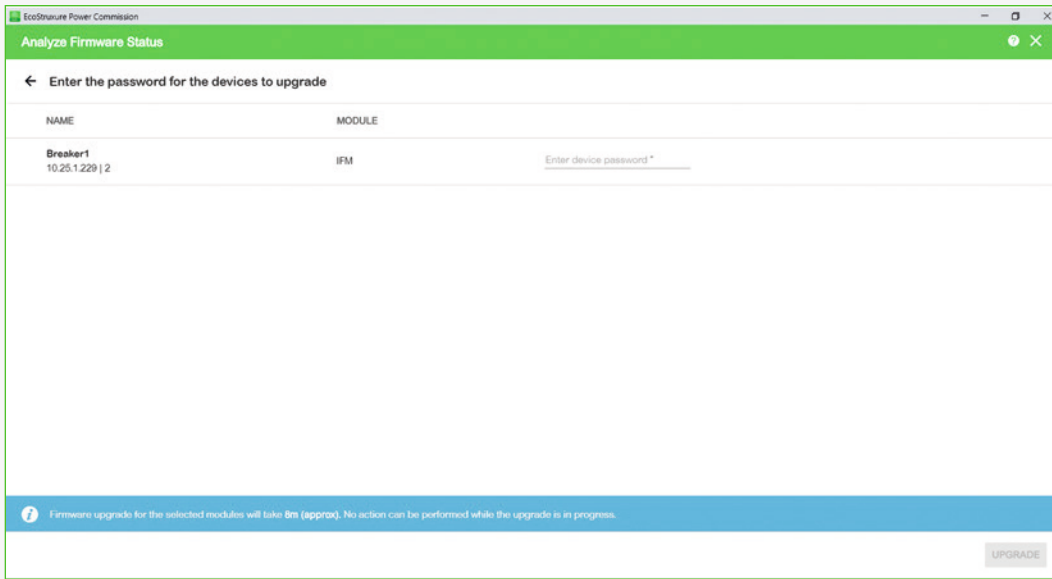 EcoStruxure Power Commission
Analyze Firmware Status
Enter the password for the devices to upgrade
NAME MODULE
Breaker1
10.25.1.229 | 2 IFM Enter device password *
Firmware upgrade for the selected modules will take 8m (approx). No action can be performed while the upgrade is in progress.
UPGRADE